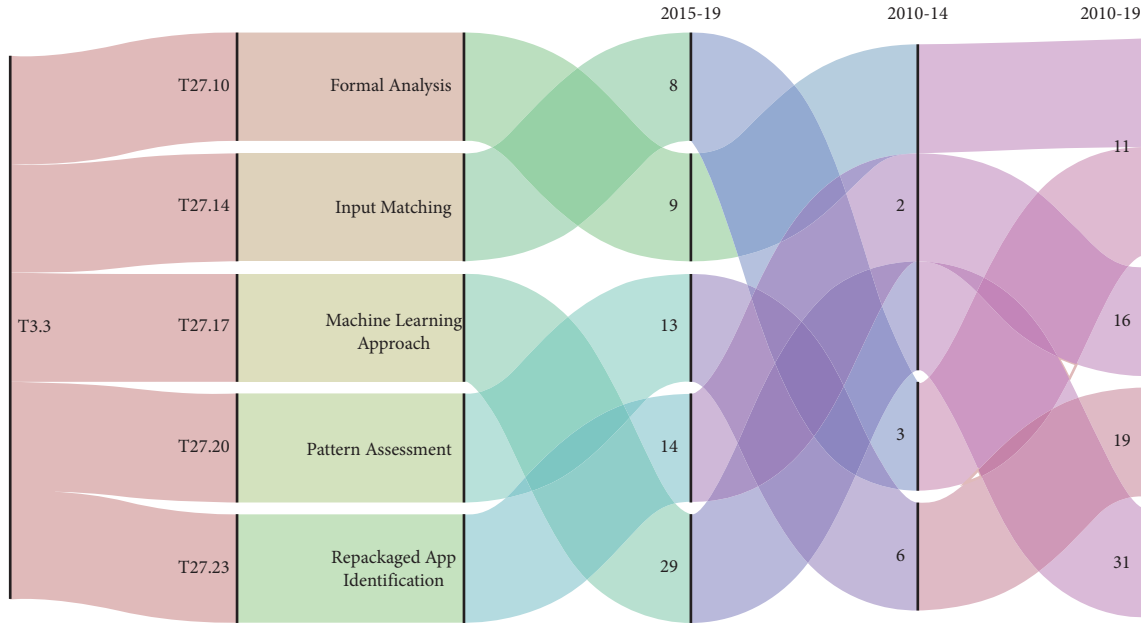 2015-19
2010-14
2010-19
T27.10
Formal Analysis
8
11
T27.14
Input Matching
9
2
T3.3
T27.17
Machine Learning
Approach
13
16
T27.20
Pattern Assessment
14
3
19
T27.23
Repackaged App
Identification
29
6
31